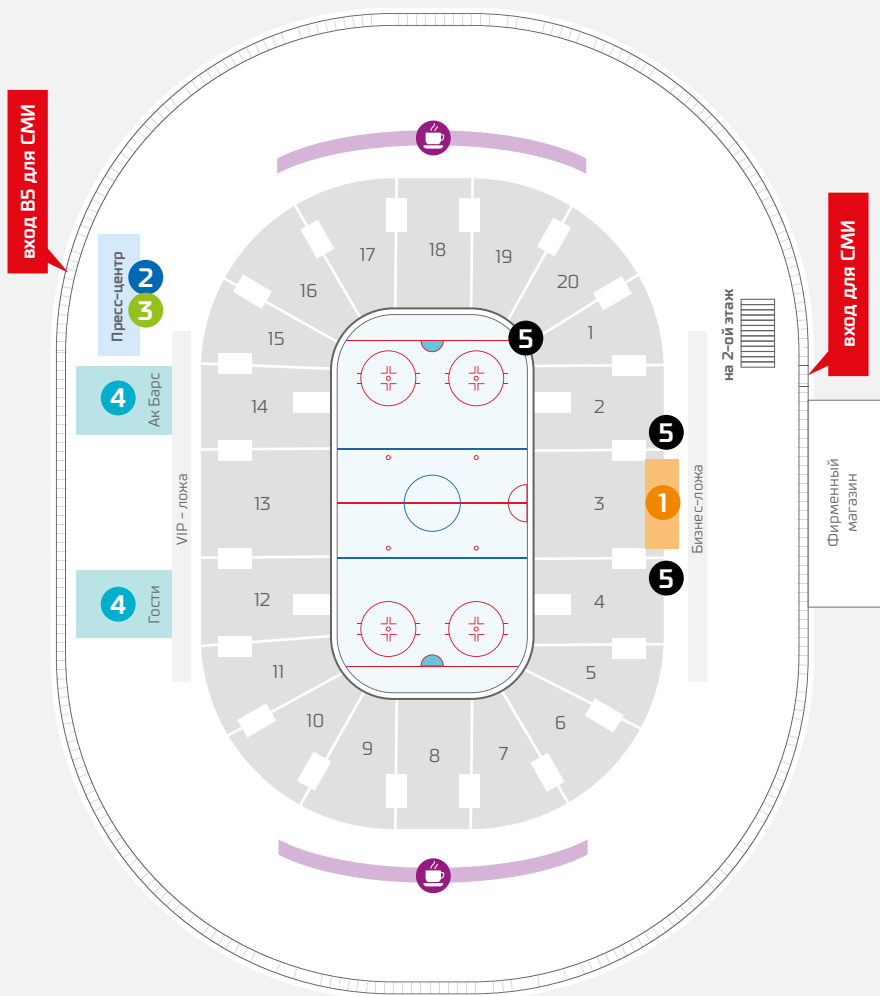 вход В5 для СМИ
Пресс-центр
2
3
4
Ак Барс
VIP - ложа
4
Гости
17
18
19
16
20
15
1
5
14
2
13
3
12
4
11
5
10
6
9
8
7
5
1
5
Бизнес-ложа
на 2-ой этаж
вход для СМИ
Фирменный
магазин